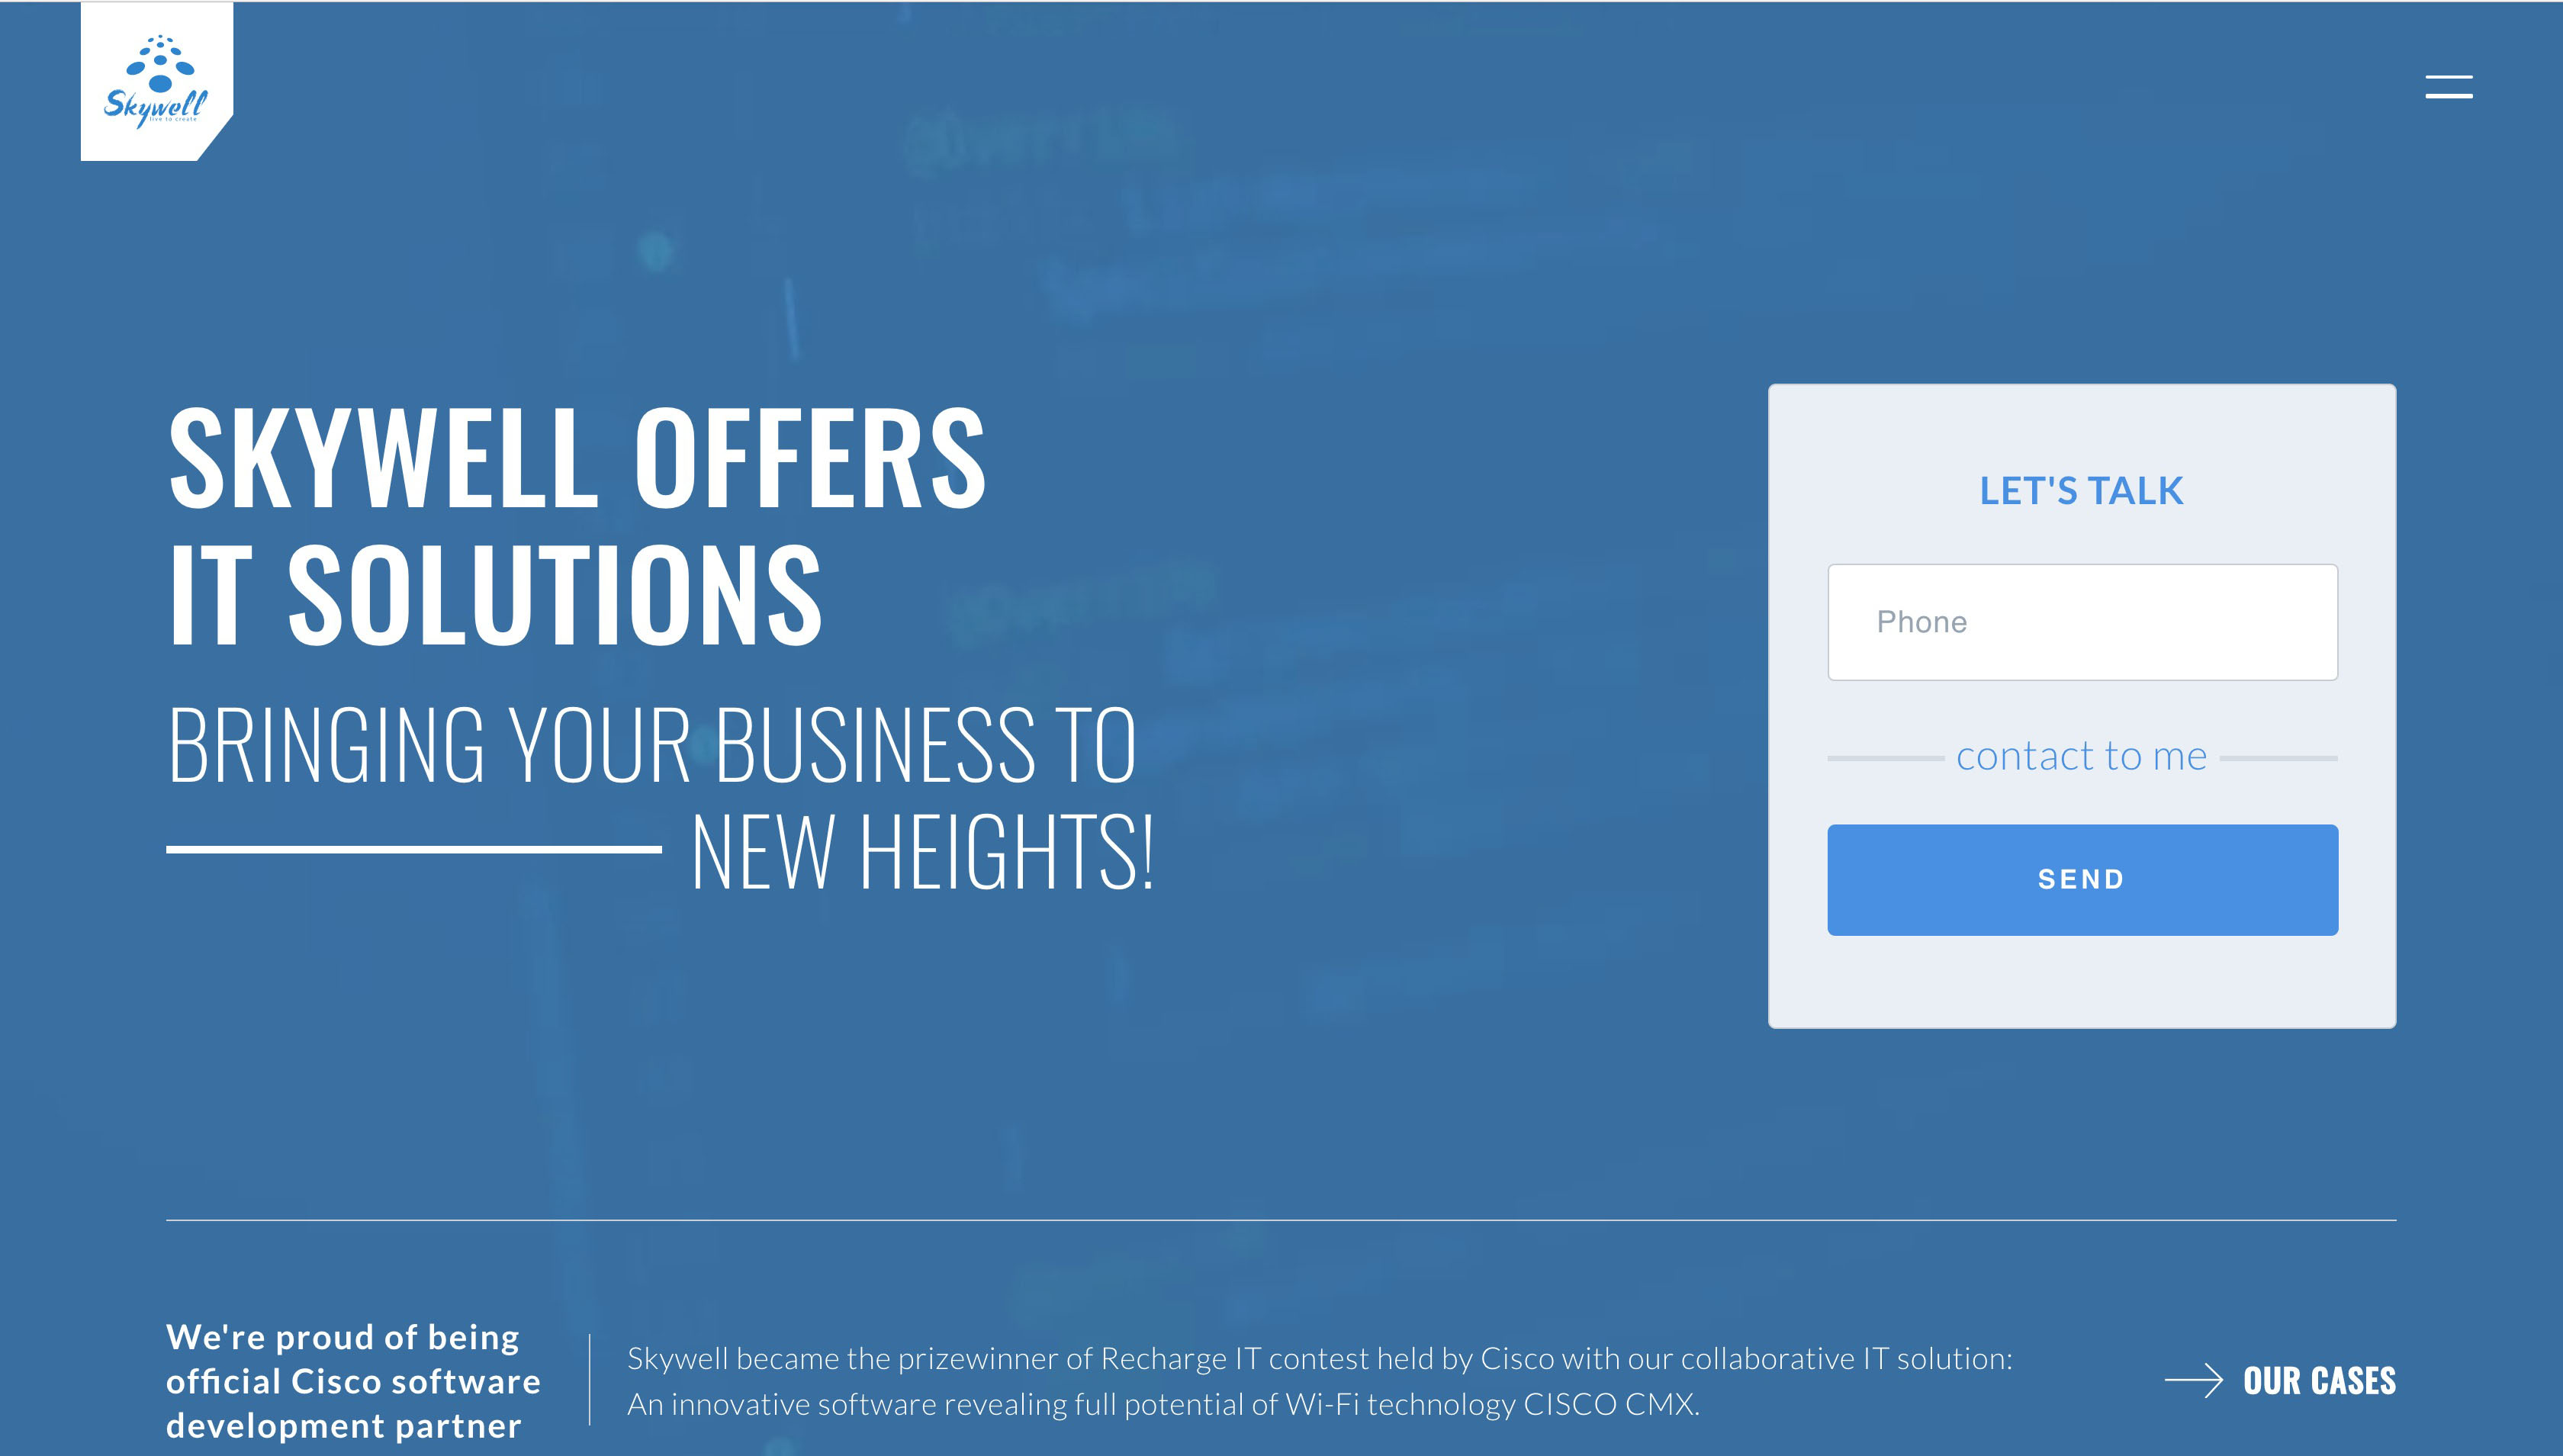 Skywell
live to create
SKYWELL OFFERS
IT SOLUTIONS
BRINGING YOUR BUSINESS TO
NEW HEIGHTS!
LET'S TALK
Phone
contact to me
SEND
We're proud of being
official Cisco software
development partner
Skywell became the prizewinner of Recharge IT contest held by Cisco with our collaborative IT solution:
An innovative software revealing full potential of Wi-Fi technology CISCO CMX.
OUR CASES